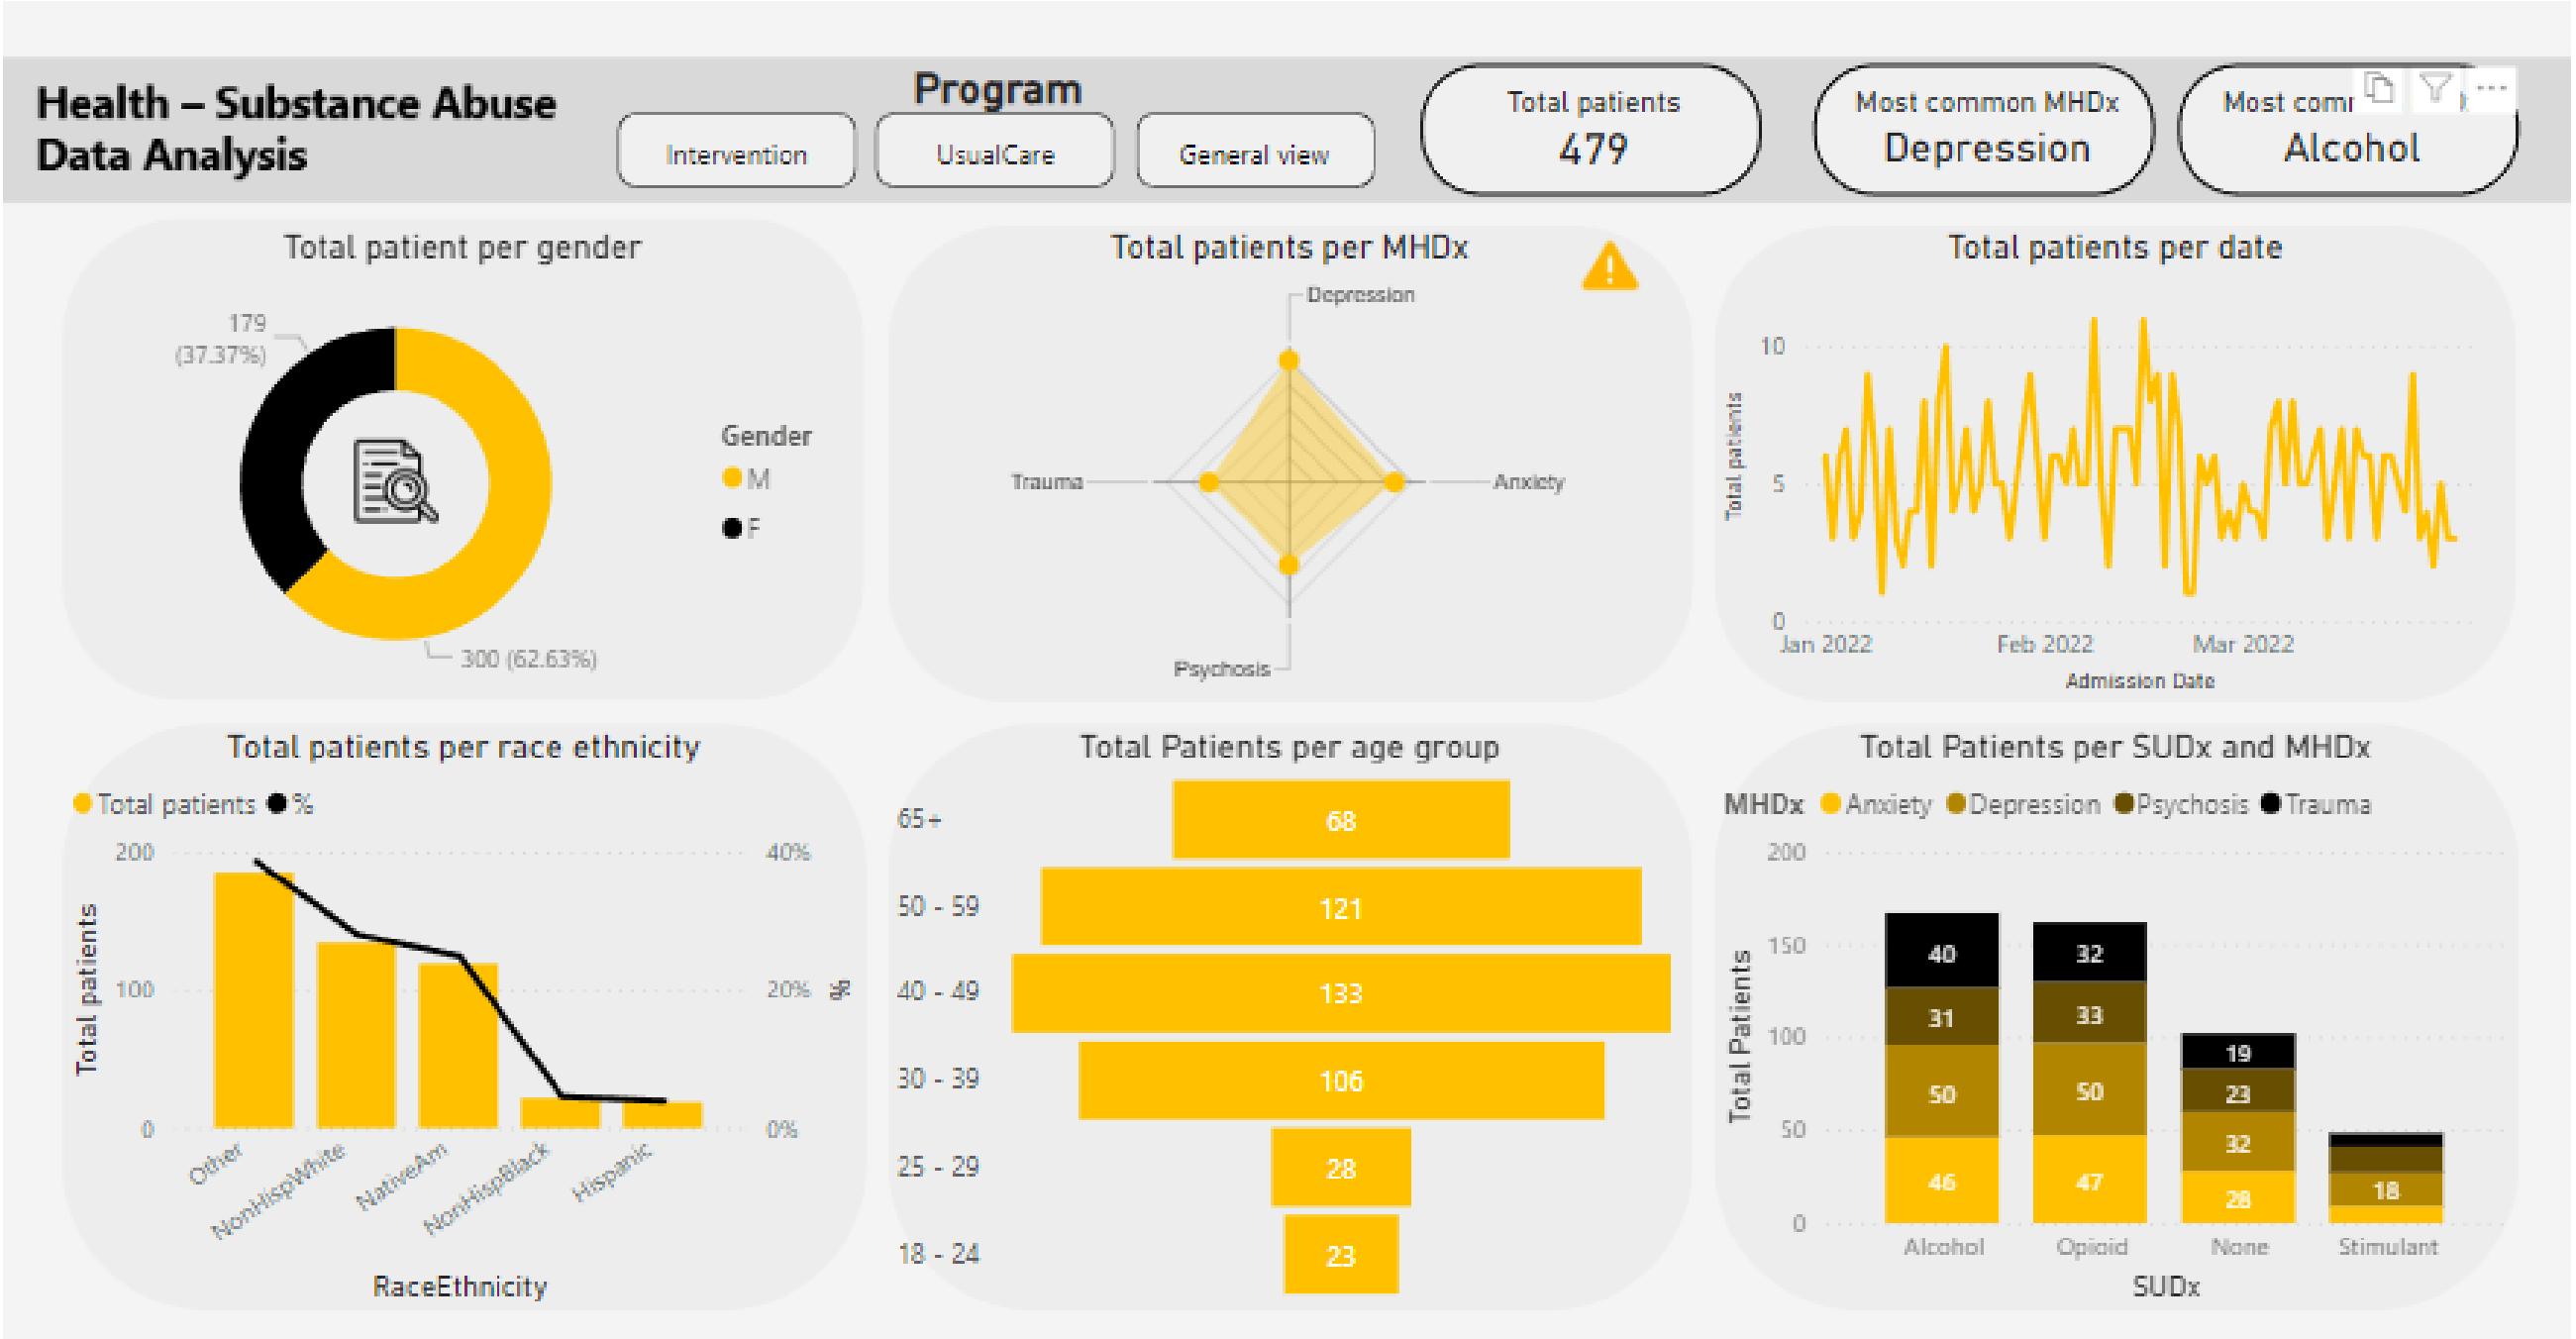 Health – Substance Abuse
Data Analysis
Program
Intervention
UsualCare
General view
Total patients
479
Most common MHDx
Depression
Most
Alcohol
Total patient per gender
179
(37.37%)
300 (62.63%)
Gender
M
F
Total patients per MHDx
Depression
Trauma
Anxiety
Psychosis
Total patients per date
Total patients
10
5
0
Jan 2022
Feb 2022
Mar 2022
Admission Date
Total patients per race ethnicity
Total patients
%
Total patients
200
100
0
40%
20%
0%
%
Other
NonHispWhite
NativeAm
NonHispBlack
Hispanic
RaceEthnicity
Total Patients per age group
65+
68
50 - 59
121
40 - 49
133
30 - 39
106
25 - 29
28
18 - 24
23
Total Patients per SUDx and MHDx
MHDx
Anxiety
Depression
Psychosis
Trauma
Total Patients
200
150
100
50
0
40
31
50
46
32
33
50
47
19
23
32
28
18
Alcohol
Opioid
None
Stimulant
SUDx